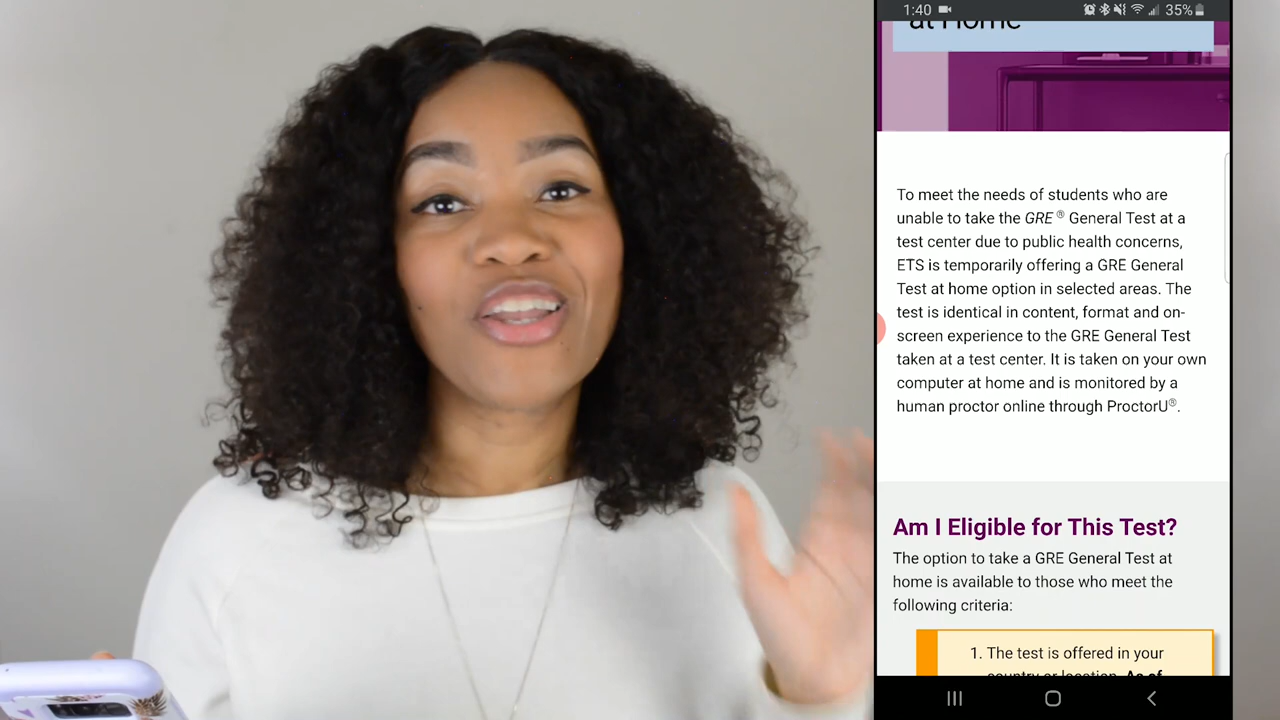 1:40
35%
at Home
To meet the needs of students who are
unable to take the GRE ® General Test at a
test center due to public health concerns,
ETS is temporarily offering a GRE General
Test at home option in selected areas. The
test is identical in content, format and on-
screen experience to the GRE General Test
taken at a test center. It is taken on your own
computer at home and is monitored by a
human proctor online through ProctorU®.
Am I Eligible for This Test?
The option to take a GRE General Test at
home is available to those who meet the
following criteria:
1. The test is offered in your
country or location. As of